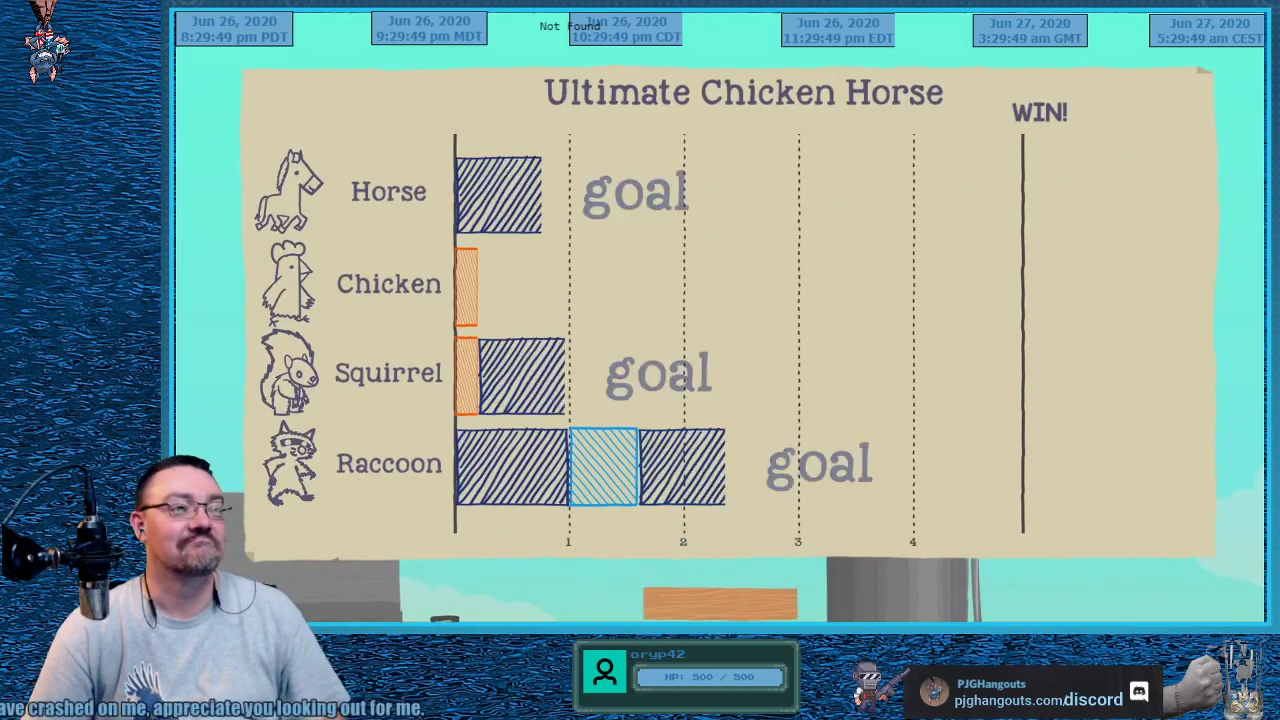 Jun 26, 2020
8:29:49 pm PDT
Jun 26, 2020
9:29:49 pm MDT
Not Found
Jun 26, 2020
10:29:49 pm CDT
Jun 26, 2020
11:29:49 pm EDT
Jun 27, 2020
3:29:49 am GMT
Jun 27, 2020
5:29:49 am CEST
Ultimate Chicken Horse
WIN!
Horse
goal
Chicken
Squirrel
goal
Raccoon
goal
1 2 3 4
oryp42
HP: 500 / 500
PJGHangouts
pjghangouts.com/discord
ave crashed on me, appreciate you looking out for me.